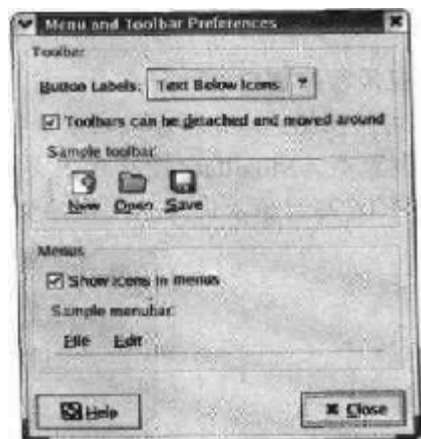 Menu and Toolbar Preferences
Toolbar
Button Labels: Text Below Icons
Toolbars can be detached and moved around
Sample toolbar:
New Open Save
Menus
Show icons in menus
Sample menubar:
File Edit
Help Close